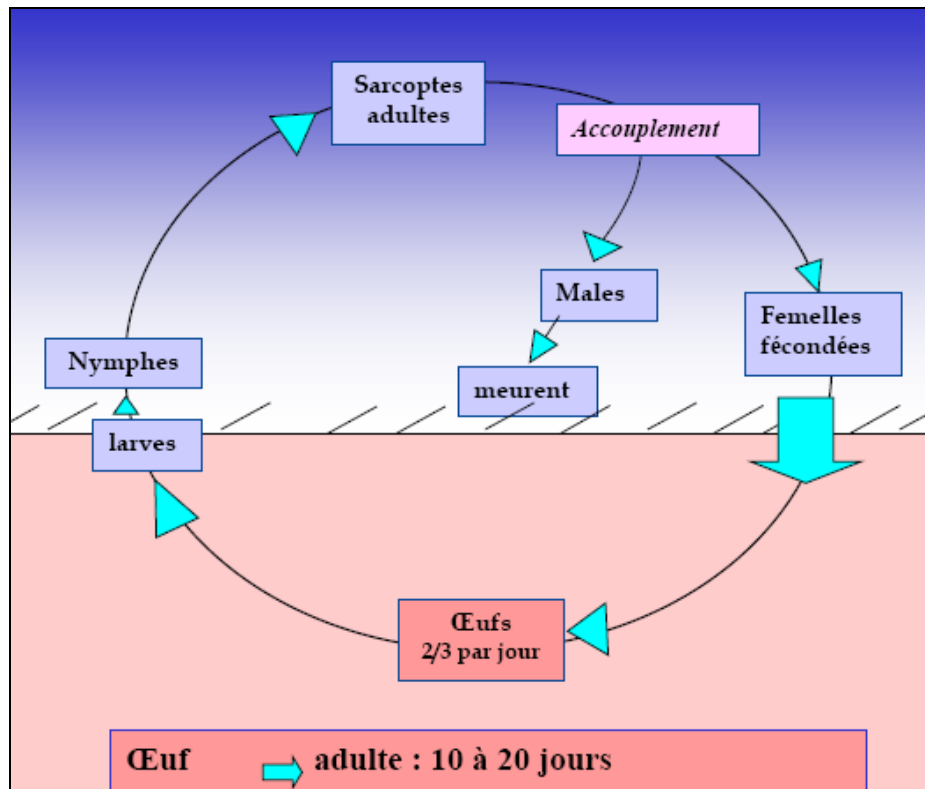 Sarcoptes
adultes
Accouplement
Males
Femelles
fécondées
Nymphes
meurent
larves
Œufs
2/3 par jour
Œuf adulte : 10 à 20 jours